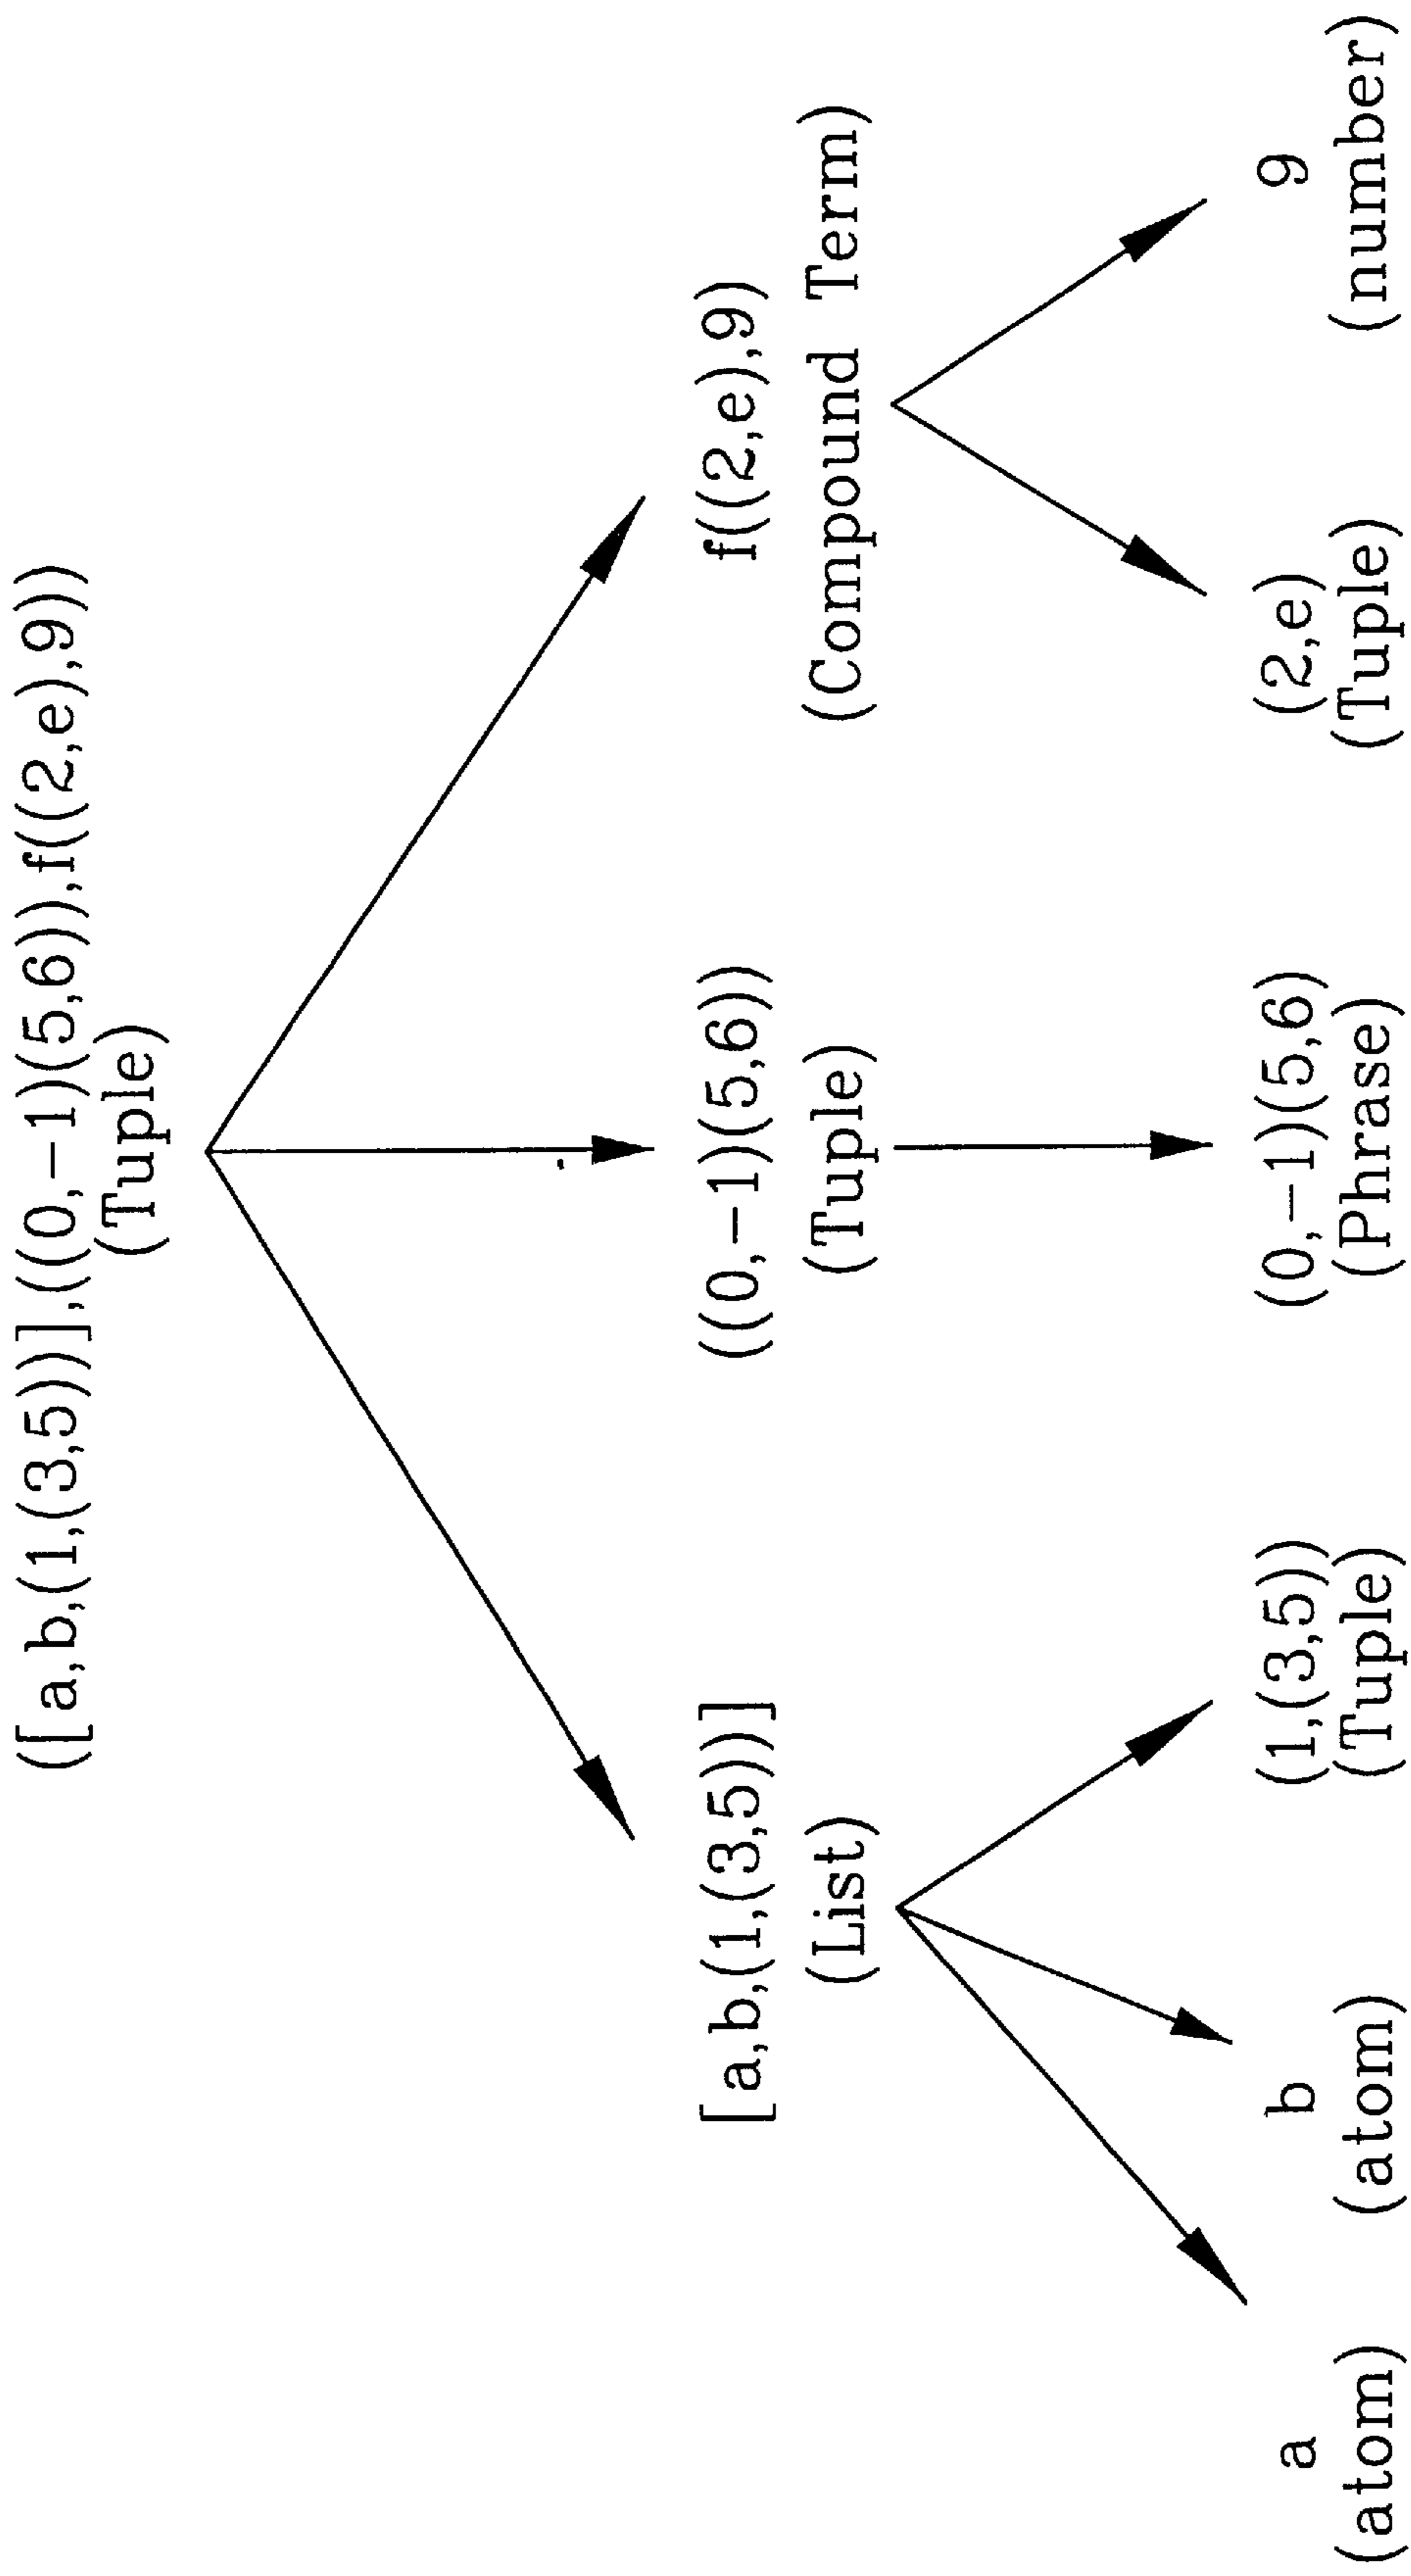 ([a,b,(1,(3,5))],((0,−1)(5,6)),f((2,e),9))
(Tuple)
[a,b,(1,(3,5))]
(List)
((0,−1)(5,6))
(Tuple)
f((2,e),9)
(Compound Term)
a
(atom)
b
(atom)
(1,(3,5))
(Tuple)
(0,−1)(5,6)
(Phrase)
(2,e)
(Tuple)
9
(number)